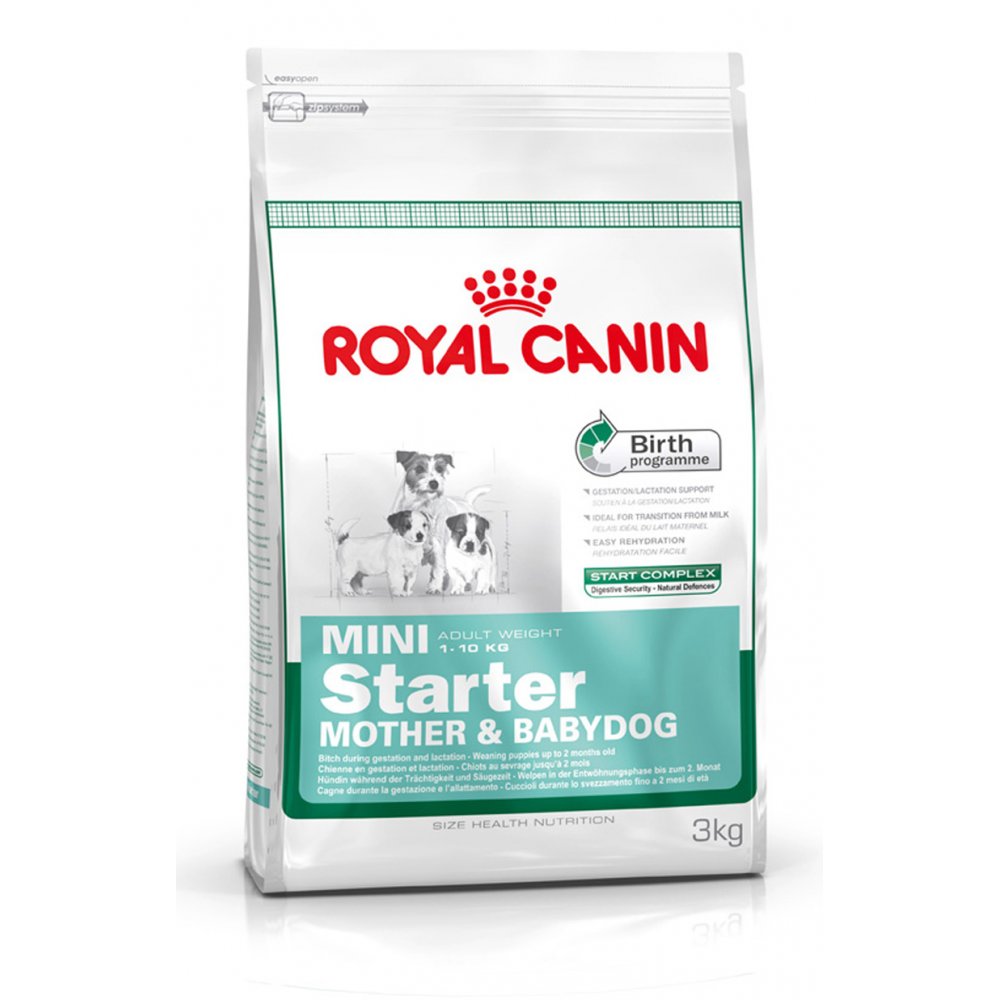 easyopen
zipsystem
ROYAL CANIN
Birth
programme
GESTATION/LACTATION SUPPORT
SOUTIEN À LA GESTATION/LACTATION
IDEAL FOR TRANSITION FROM MILK
RELAIS IDÉAL DU LAIT MATERNEL
EASY REHYDRATION
RÉHYDRATATION FACILE
START COMPLEX
Digestive Security - Natural Defences
MINI ADULT WEIGHT
1-10 KG
Starter
MOTHER & BABYDOG
Bitch during gestation and lactation - Weaning puppies up to 2 months old
Chienne en gestation et lactation - Chiots au sevrage jusqu'à 2 mois
Hündin während der Trächtigkeit und Säugezeit - Welpen in der Entwöhnungsphase bis zum 2. Monat
Cagne durante la gestazione e l'allattamento - Cuccioli durante lo svezzamento fino a 2 mesi di età
SIZE HEALTH NUTRITION
3kg